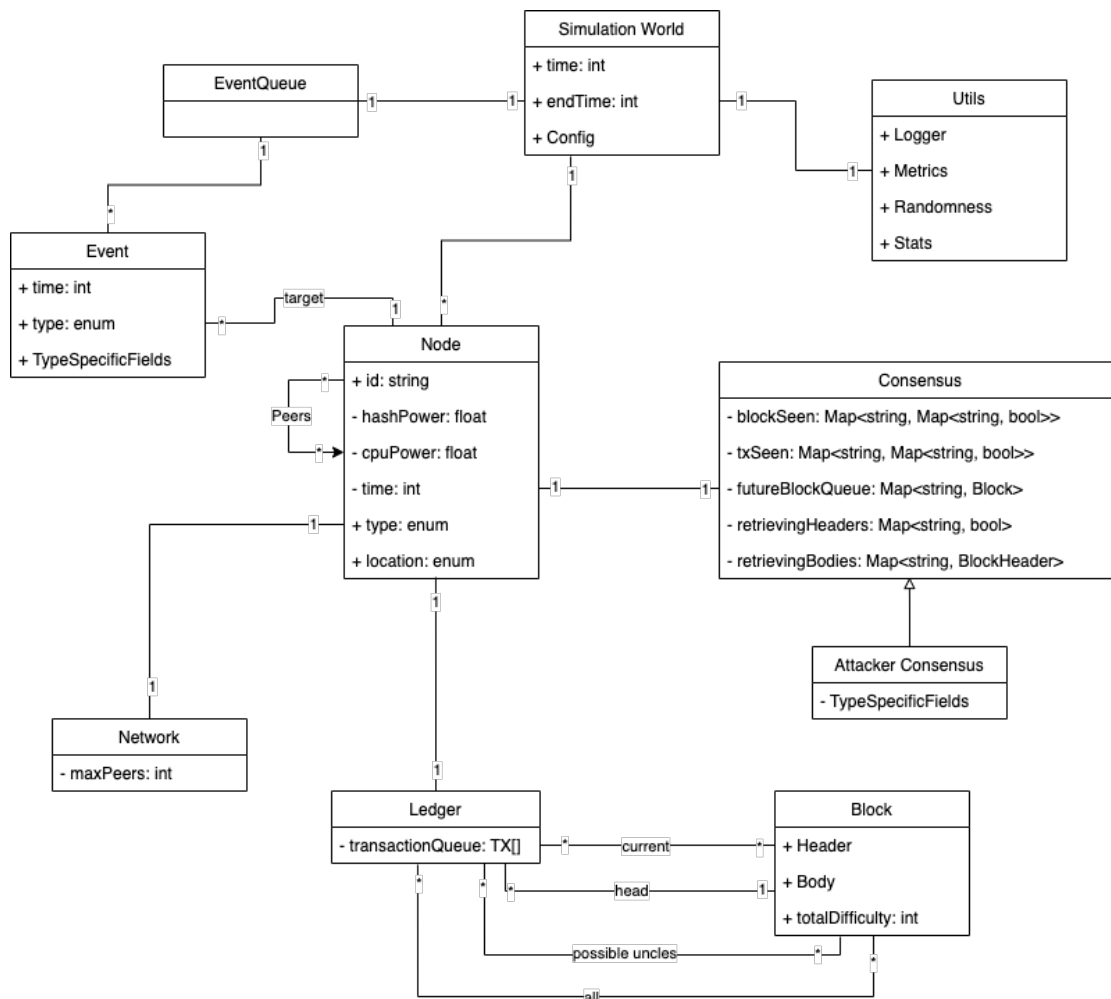 Simulation World
+ time: int
+ endTime: int
+ Config
EventQueue
1
1
1
1
Utils
+ Logger
+ Metrics
+ Randomness
+ Stats
1
1
*
*
Event
+ time: int
+ type: enum
+ TypeSpecificFields
target
*
1
Node
+ id: string
- hashPower: float
- cpuPower: float
- time: int
+ type: enum
+ location: enum
*
Peers
*
Consensus
- blockSeen: Map<string, Map<string, bool>>
- txSeen: Map<string, Map<string, bool>>
- futureBlockQueue: Map<string, Block>
- retrievingHeaders: Map<string, bool>
- retrievingBodies: Map<string, BlockHeader>
1
1
1
1
Attacker Consensus
- TypeSpecificFields
1
Network
- maxPeers: int
1
Ledger
- transactionQueue: TX[]
Block
+ Header
+ Body
+ totalDifficulty: int
* current *
* head 1
* possible uncles *
* all *